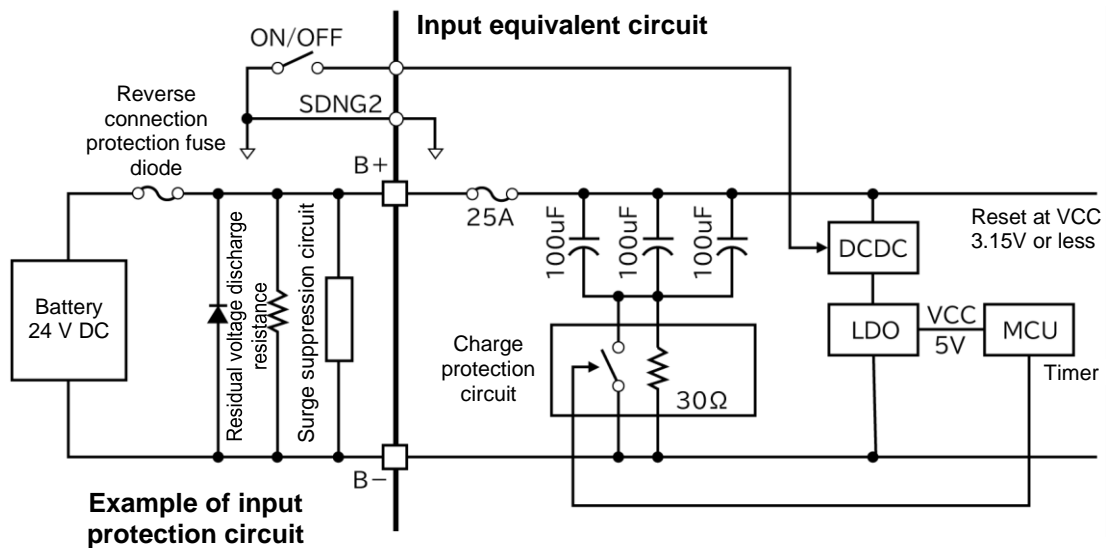 Input equivalent circuit
ON/OFF
SDNG2
Reverse
connection
protection fuse
diode
B+
25A
100uF
100uF
100uF
Reset at VCC
3.15V or less
DCDC
Battery
24 V DC
Residual voltage discharge
resistance
Surge suppression circuit
LDO
VCC
5V
MCU
Timer
Charge
protection
circuit
30Ω
B−
Example of input
protection circuit